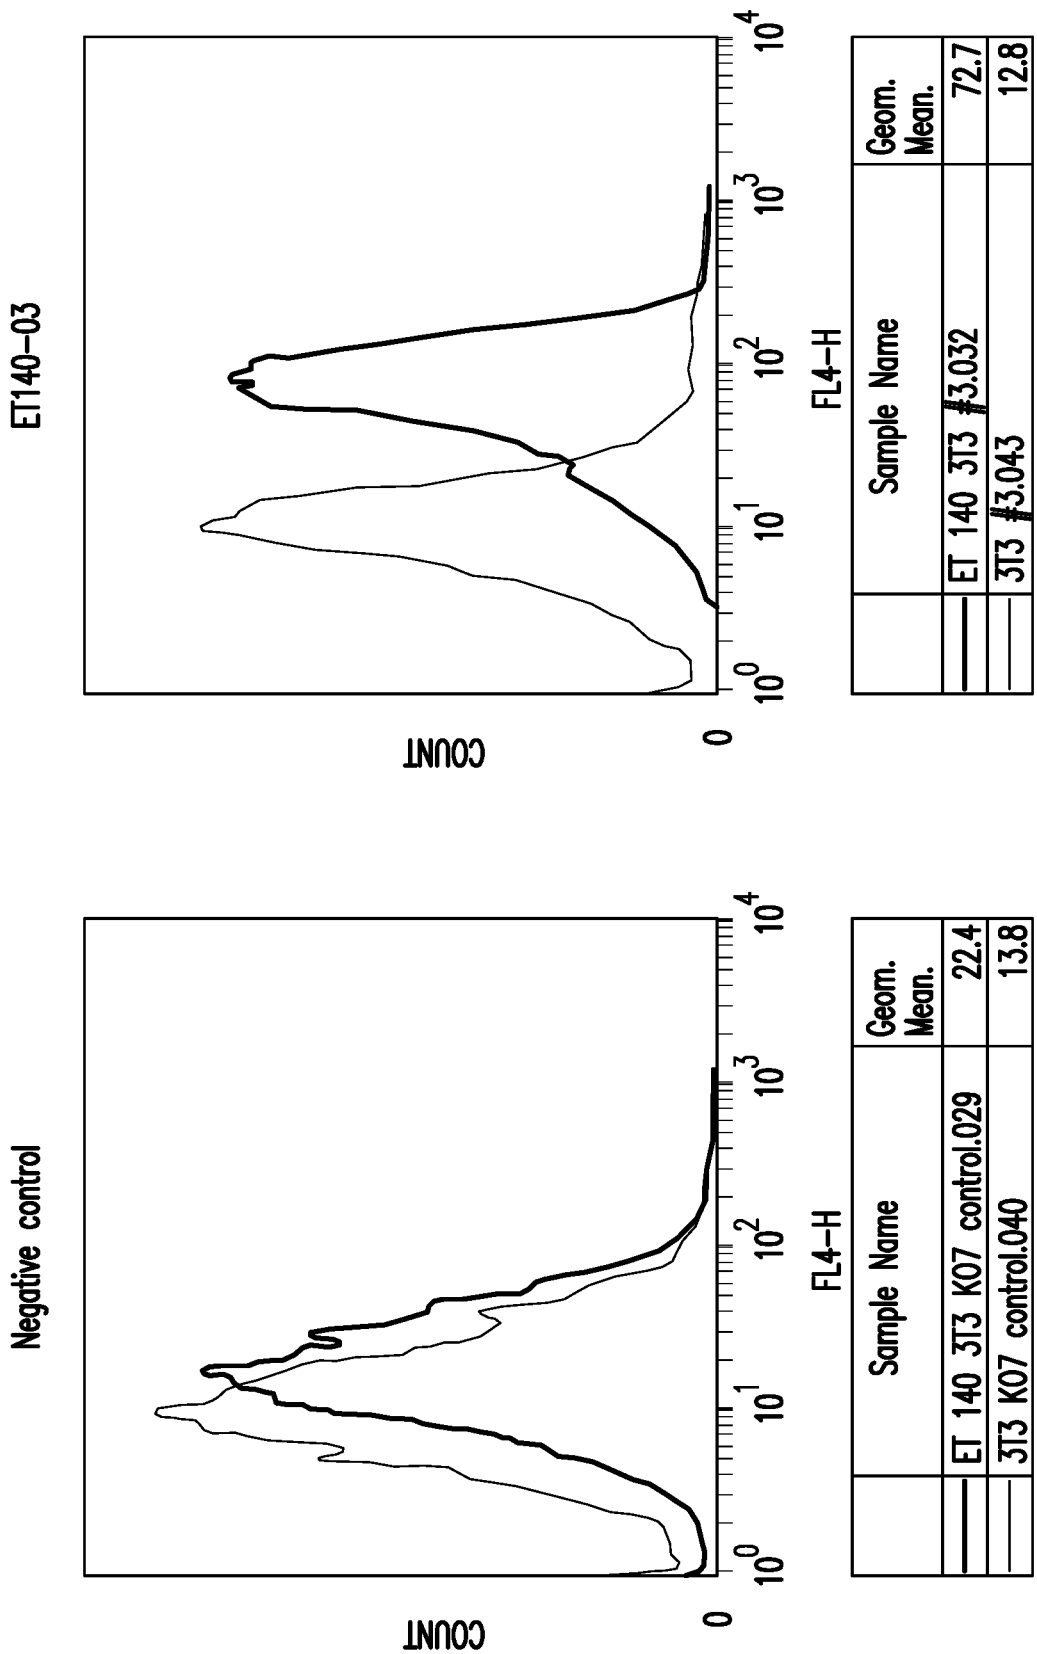 Negative control
COUNT
0
10^0 10^1 10^2 10^3 10^4
FL4-H
Sample Name Geom. Mean.
ET 140 3T3 K07 control.029 22.4
3T3 K07 control.040 13.8
ET140-03
COUNT
0
10^0 10^1 10^2 10^3 10^4
FL4-H
Sample Name Geom. Mean.
ET 140 3T3 #3.032 72.7
3T3 #3.043 12.8